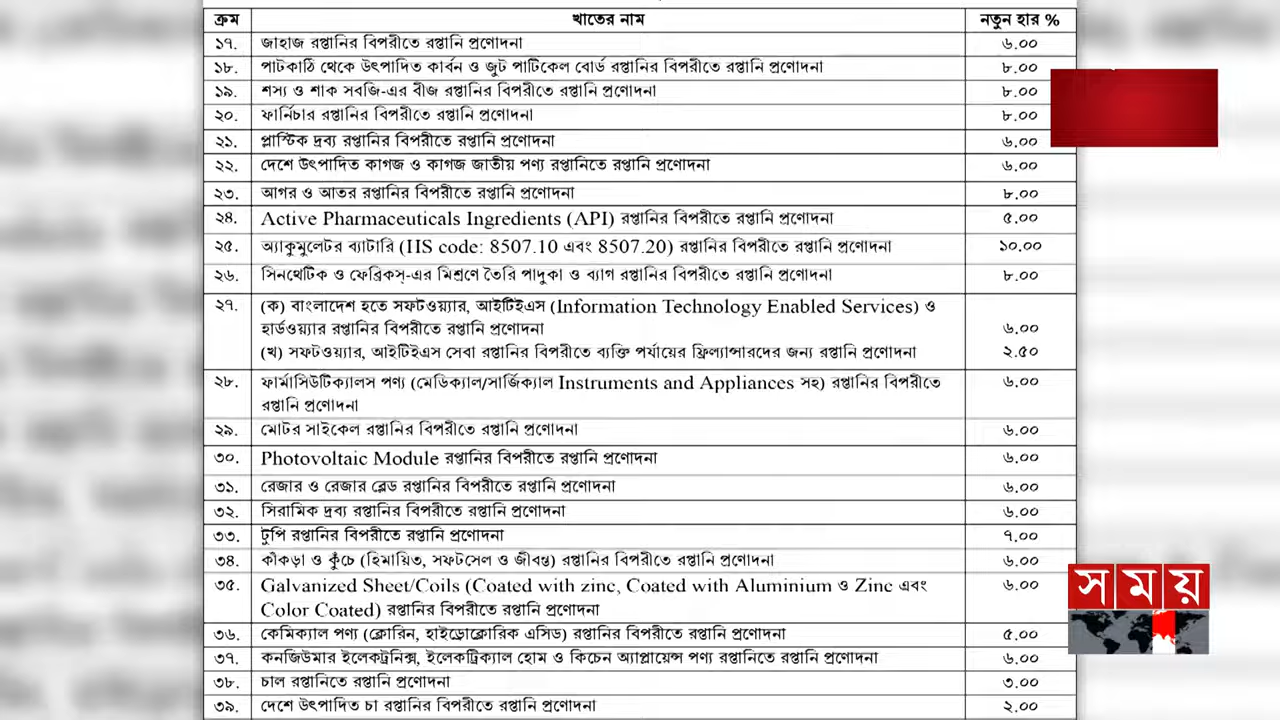 ক্রম খাতের নাম নতুন হার %
১৭. জাহাজ রপ্তানির বিপরীতে রপ্তানি প্রণোদনা ৬.০০
১৮. পাটকাঠি থেকে উৎপাদিত কার্বন ও জুট পার্টিকেল বোর্ড রপ্তানির বিপরীতে রপ্তানি প্রণোদনা ৮.০০
১৯. শস্য ও শাক সবজি-এর বীজ রপ্তানির বিপরীতে রপ্তানি প্রণোদনা ৮.০০
২০. ফার্নিচার রপ্তানির বিপরীতে রপ্তানি প্রণোদনা ৮.০০
২১. প্লাস্টিক দ্রব্য রপ্তানির বিপরীতে রপ্তানি প্রণোদনা ৬.০০
২২. দেশে উৎপাদিত কাগজ ও কাগজ জাতীয় পণ্য রপ্তানিতে রপ্তানি প্রণোদনা ৬.০০
২৩. আগর ও আতর রপ্তানির বিপরীতে রপ্তানি প্রণোদনা ৮.০০
২৪. Active Pharmaceuticals Ingredients (API) রপ্তানির বিপরীতে রপ্তানি প্রণোদনা ৫.০০
২৫. অ্যাকুমুলেটর ব্যাটারি (HS code: 8507.10 এবং 8507.20) রপ্তানির বিপরীতে রপ্তানি প্রণোদনা ১০.০০
২৬. সিনথেটিক ও ফেব্রিকস্-এর মিশ্রণে তৈরি পাদুকা ও ব্যাগ রপ্তানির বিপরীতে রপ্তানি প্রণোদনা ৮.০০
২৭. (ক) বাংলাদেশ হতে সফটওয়্যার, আইটিইএস (Information Technology Enabled Services) ও
হার্ডওয়্যার রপ্তানির বিপরীতে রপ্তানি প্রণোদনা ৬.০০
(খ) সফটওয়্যার, আইটিইএস সেবা রপ্তানির বিপরীতে ব্যক্তি পর্যায়ের ফ্রিল্যান্সারদের জন্য রপ্তানি প্রণোদনা ২.৫০
২৮. ফার্মাসিউটিক্যালস পণ্য (মেডিক্যাল/সার্জিক্যাল Instruments and Appliances সহ) রপ্তানির বিপরীতে ৬.০০
রপ্তানি প্রণোদনা
২৯. মোটর সাইকেল রপ্তানির বিপরীতে রপ্তানি প্রণোদনা ৬.০০
৩০. Photovoltaic Module রপ্তানির বিপরীতে রপ্তানি প্রণোদনা ৬.০০
৩১. রেজার ও রেজার ব্লেড রপ্তানির বিপরীতে রপ্তানি প্রণোদনা ৬.০০
৩২. সিরামিক দ্রব্য রপ্তানির বিপরীতে রপ্তানি প্রণোদনা ৬.০০
৩৩. টুপি রপ্তানির বিপরীতে রপ্তানি প্রণোদনা ৭.০০
৩৪. কাঁকড়া ও কুঁচে (হিমায়িত, সফটসেল ও জীবন্ত) রপ্তানির বিপরীতে রপ্তানি প্রণোদনা ৬.০০
৩৫. Galvanized Sheet/Coils (Coated with zinc, Coated with Aluminium ও Zinc এবং ৬.০০
Color Coated) রপ্তানির বিপরীতে রপ্তানি প্রণোদনা
৩৬. কেমিক্যাল পণ্য (ক্লোরিন, হাইড্রোক্লোরিক এসিড) রপ্তানির বিপরীতে রপ্তানি প্রণোদনা ৫.০০
৩৭. কনজিউমার ইলেকট্রনিক্স, ইলেকট্রিক্যাল হোম ও কিচেন অ্যাপ্লায়েন্স পণ্য রপ্তানিতে রপ্তানি প্রণোদনা ৬.০০
৩৮. চাল রপ্তানিতে রপ্তানি প্রণোদনা ৩.০০
৩৯. দেশে উৎপাদিত চা রপ্তানির বিপরীতে রপ্তানি প্রণোদনা ২.০০
সময়